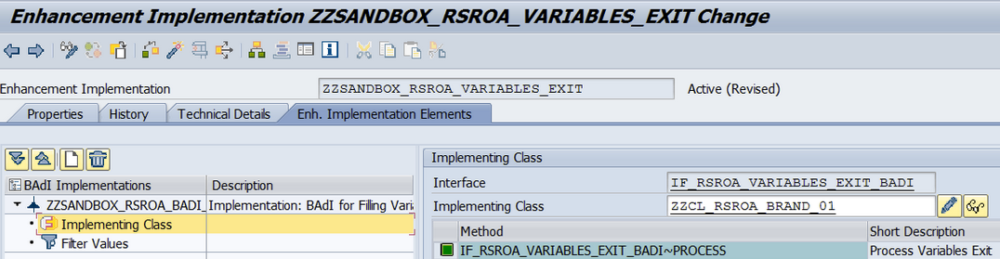 Enhancement Implementation ZZSANDBOX_RSROA_VARIABLES_EXIT Change
Enhancement Implementation ZZSANDBOX_RSROA_VARIABLES_EXIT Active (Revised)
Properties History Technical Details Enh. Implementation Elements
Implementing Class
BAdI Implementations Description
Interface IF_RSROA_VARIABLES_EXIT_BADI
ZZSANDBOX_RSROA_BADI_ Implementation: BAdI for Filling Varia
Implementing Class ZZCL_RSROA_BRAND_01
Implementing Class
Method Short Description
Filter Values
IF_RSROA_VARIABLES_EXIT_BADI~PROCESS Process Variables Exit